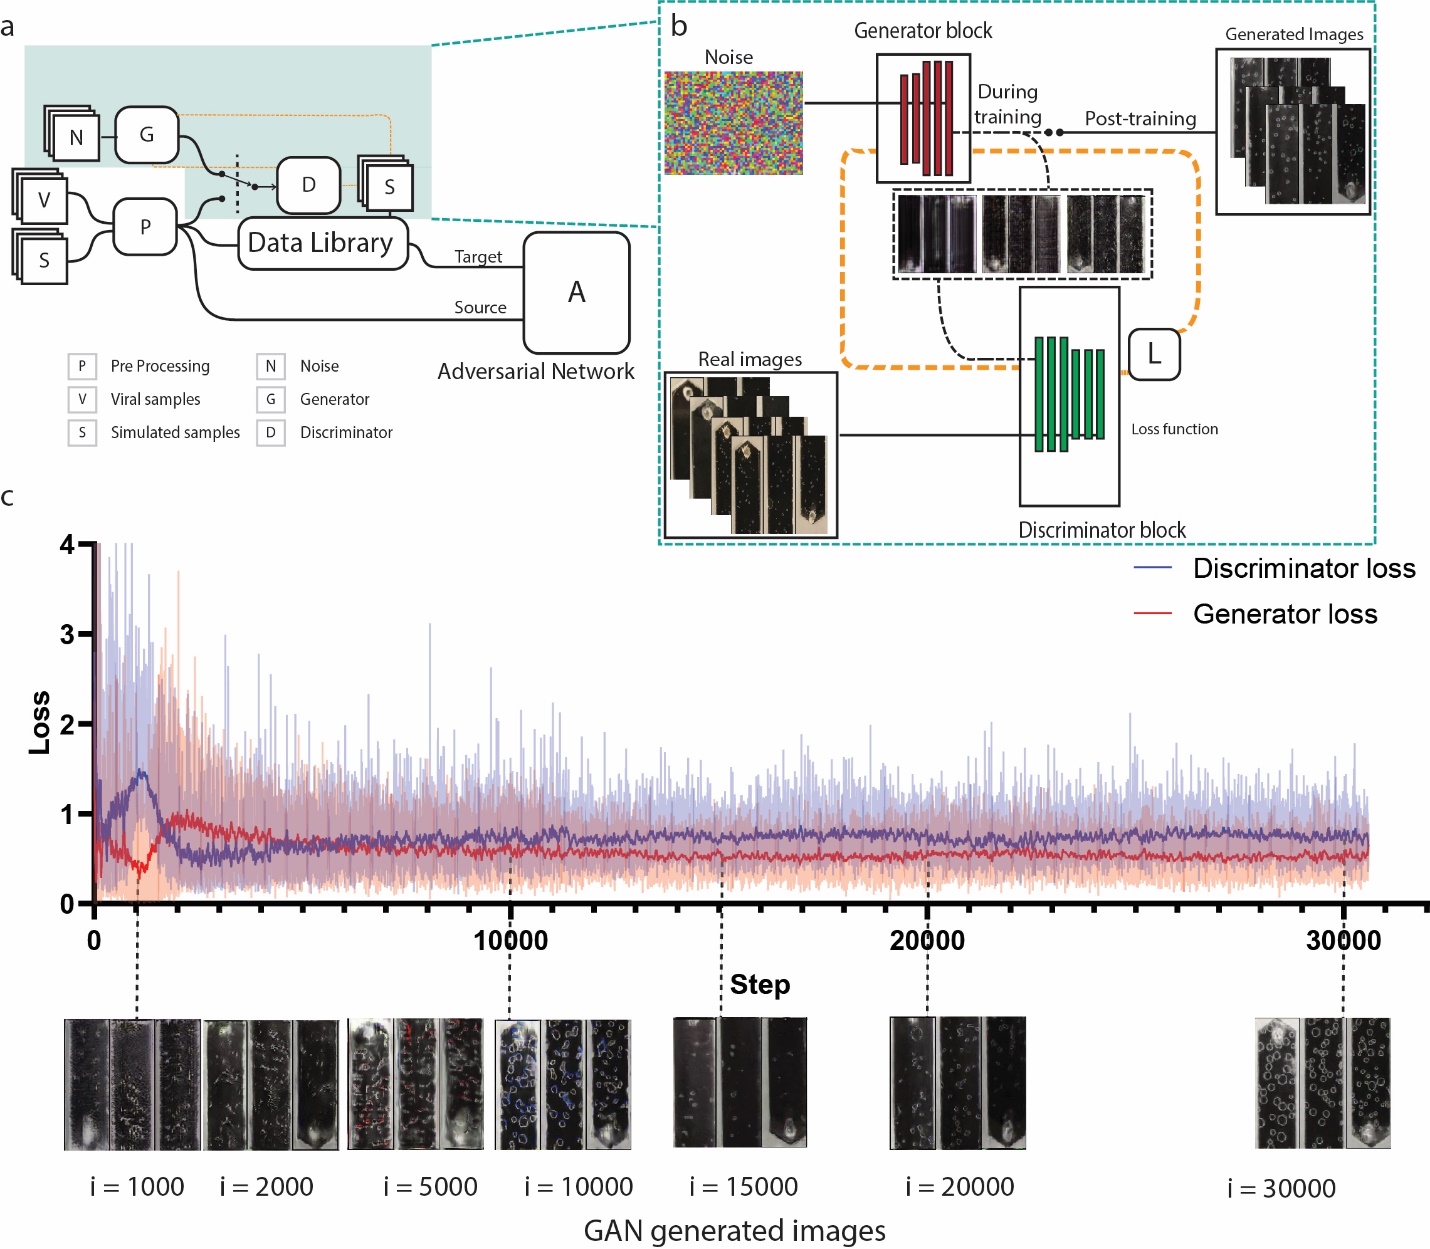 a
N
G
V
D
S
P
S
Data Library
Target
Source
A
Adversarial Network
P Pre Processing
N Noise
V Viral samples
G Generator
S Simulated samples
D Discriminator
b
Generator block
Generated Images
Noise
During
training
Post-training
L
Real images
Loss function
Discriminator block
c
Discriminator loss
Generator loss
4
3
2
1
0
Loss
0 10000 20000 30000
Step
i = 1000 i = 2000 i = 5000 i = 10000 i = 15000 i = 20000 i = 30000
GAN generated images